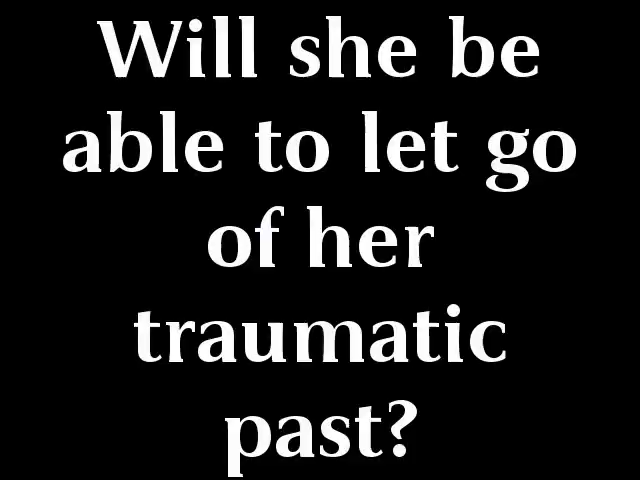 Will she be
able to let go
of her
traumatic
past?